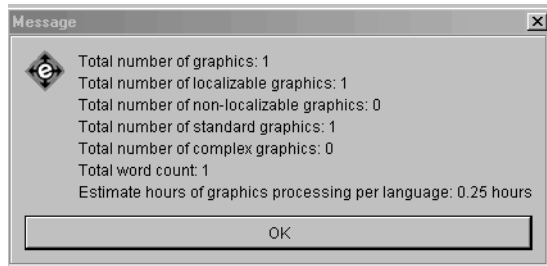 Message
Total number of graphics: 1
Total number of localizable graphics: 1
Total number of non-localizable graphics: 0
Total number of standard graphics: 1
Total number of complex graphics: 0
Total word count: 1
Estimate hours of graphics processing per language: 0.25 hours
OK